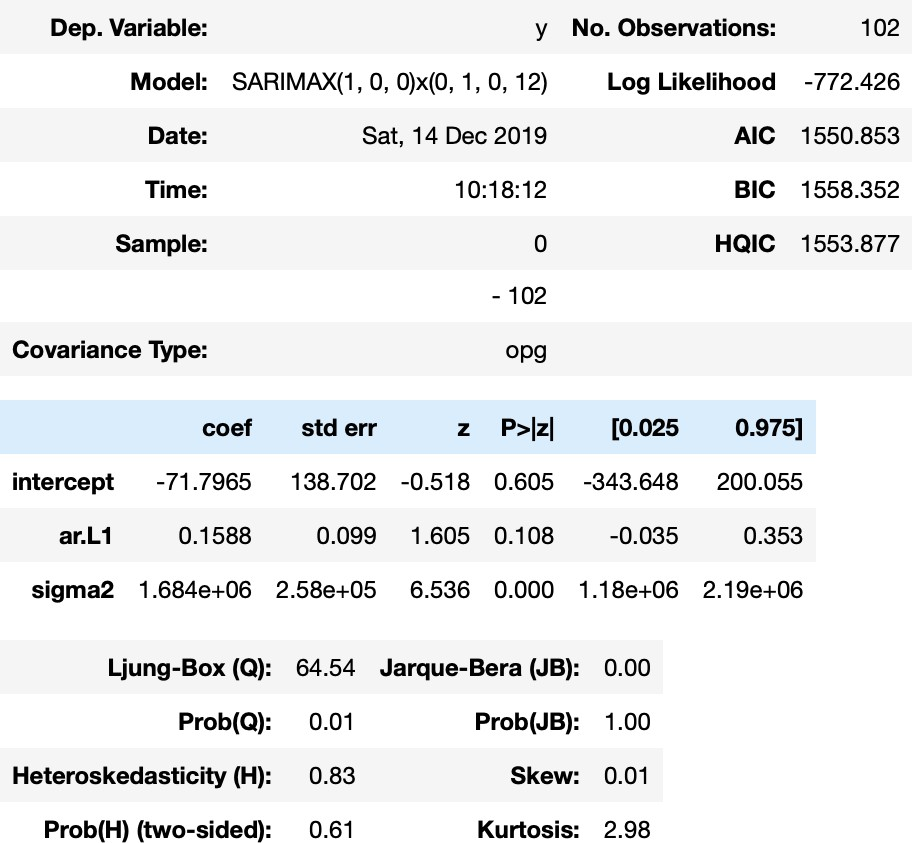 Dep. Variable: y No. Observations: 102
Model: SARIMAX(1, 0, 0)x(0, 1, 0, 12) Log Likelihood -772.426
Date: Sat, 14 Dec 2019 AIC 1550.853
Time: 10:18:12 BIC 1558.352
Sample: 0 HQIC 1553.877
- 102
Covariance Type: opg
coef std err z P>|z| [0.025 0.975]
intercept -71.7965 138.702 -0.518 0.605 -343.648 200.055
ar.L1 0.1588 0.099 1.605 0.108 -0.035 0.353
sigma2 1.684e+06 2.58e+05 6.536 0.000 1.18e+06 2.19e+06
Ljung-Box (Q): 64.54 Jarque-Bera (JB): 0.00
Prob(Q): 0.01 Prob(JB): 1.00
Heteroskedasticity (H): 0.83 Skew: 0.01
Prob(H) (two-sided): 0.61 Kurtosis: 2.98